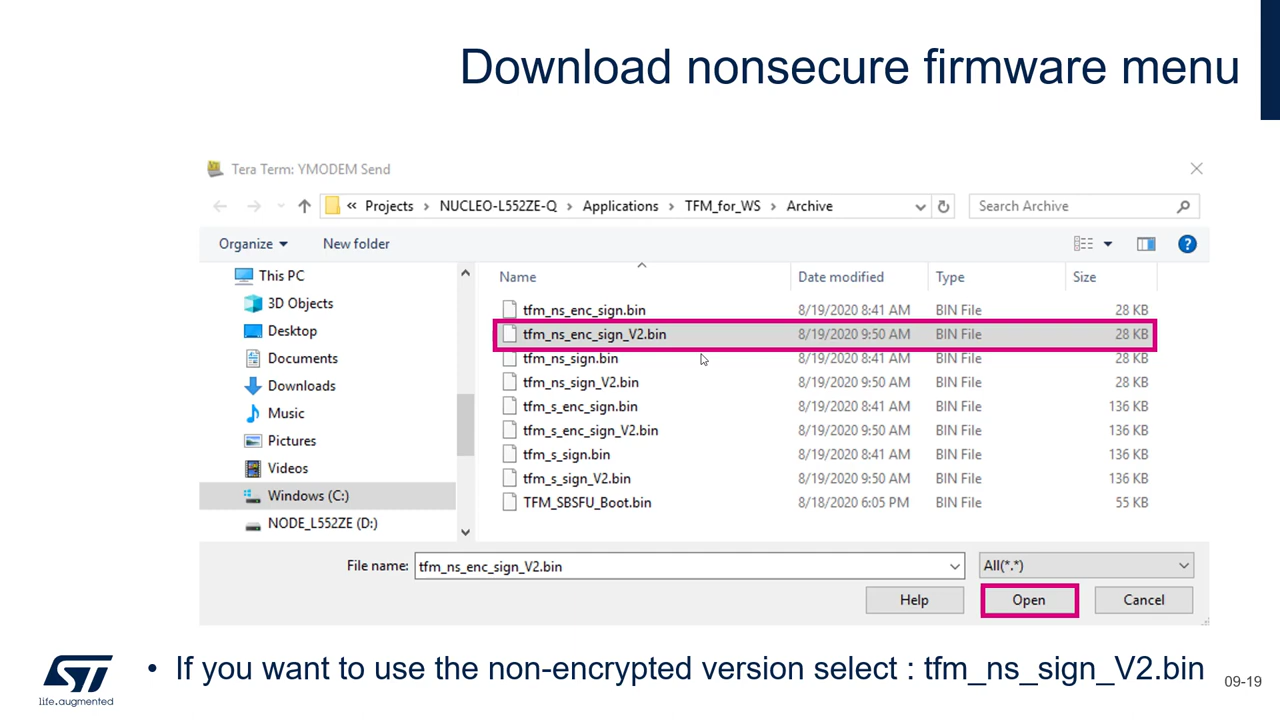 Download nonsecure firmware menu
Tera Term: YMODEM Send
« Projects › NUCLEO-L552ZE-Q › Applications › TFM_for_WS › Archive
Search Archive
Organize
New folder
?
This PC
3D Objects
Desktop
Documents
Downloads
Music
Pictures
Videos
Windows (C:)
NODE_L552ZE (D:)
Name Date modified Type Size
tfm_ns_enc_sign.bin 8/19/2020 8:41 AM BIN File 28 KB
tfm_ns_enc_sign_V2.bin 8/19/2020 9:50 AM BIN File 28 KB
tfm_ns_sign.bin 8/19/2020 8:41 AM BIN File 28 KB
tfm_ns_sign_V2.bin 8/19/2020 9:50 AM BIN File 28 KB
tfm_s_enc_sign.bin 8/19/2020 8:41 AM BIN File 136 KB
tfm_s_enc_sign_V2.bin 8/19/2020 9:50 AM BIN File 136 KB
tfm_s_sign.bin 8/19/2020 8:41 AM BIN File 136 KB
tfm_s_sign_V2.bin 8/19/2020 9:50 AM BIN File 136 KB
TFM_SBSFU_Boot.bin 8/18/2020 6:05 PM BIN File 55 KB
File name: tfm_ns_enc_sign_V2.bin All(*.*)
Help Open Cancel
• If you want to use the non-encrypted version select : tfm_ns_sign_V2.bin
ST
life.augmented
09-19